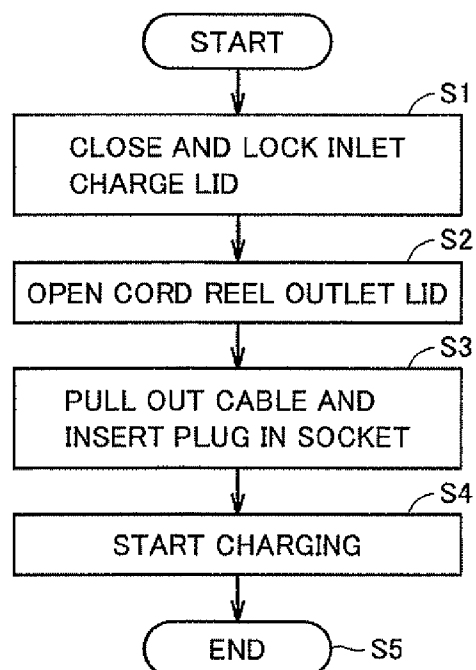 START
S1
CLOSE AND LOCK INLET
CHARGE LID
S2
OPEN CORD REEL OUTLET LID
S3
PULL OUT CABLE AND
INSERT PLUG IN SOCKET
S4
START CHARGING
END
S5